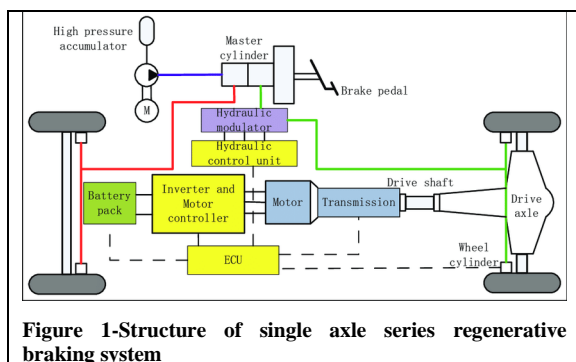 High pressure
accumulator
Master
cylinder
M
Brake pedal
Hydraulic
modulator
Hydraulic
control unit
Drive shaft
Battery
pack
Inverter and
Motor
controller
Motor
Transmission
Drive
axle
Wheel
cylinder
ECU
Figure 1-Structure of single axle series regenerative
braking system